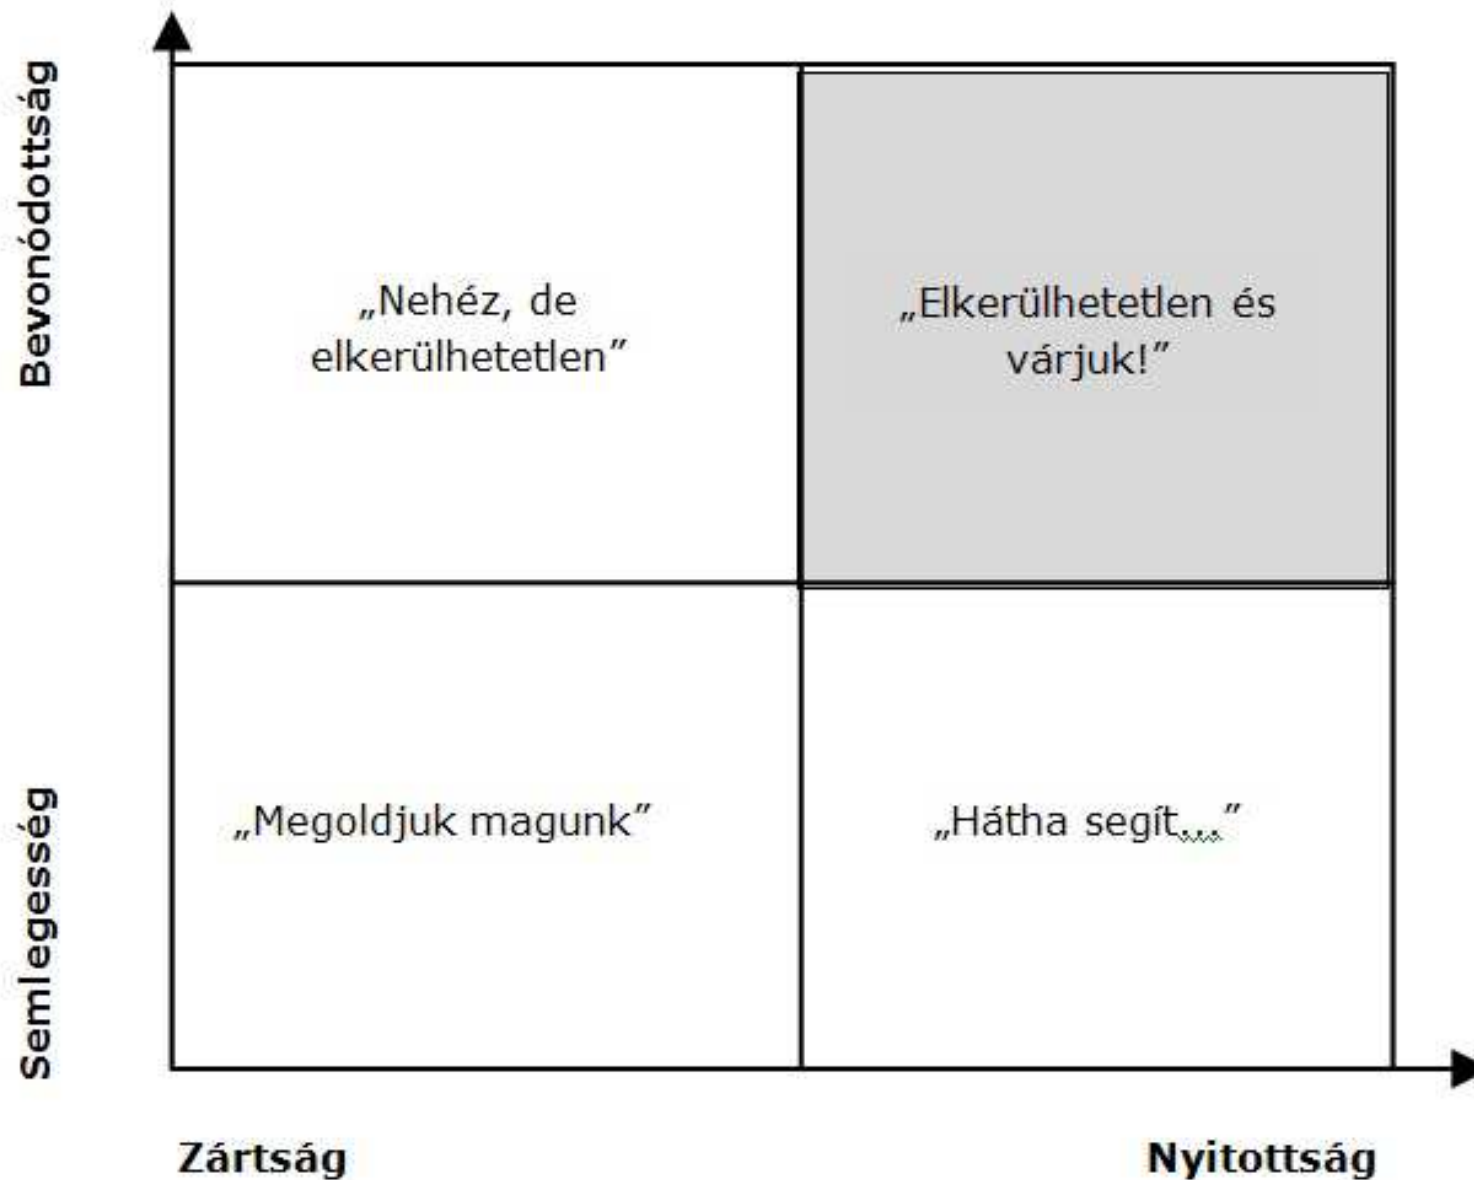 Bevonódottság
„Nehéz, de
elkerülhetetlen”
„Elkerülhetetlen és
várjuk!”
Semlegesség
„Megoldjuk magunk”
„Hátha segít...”
Zártság
Nyitottság